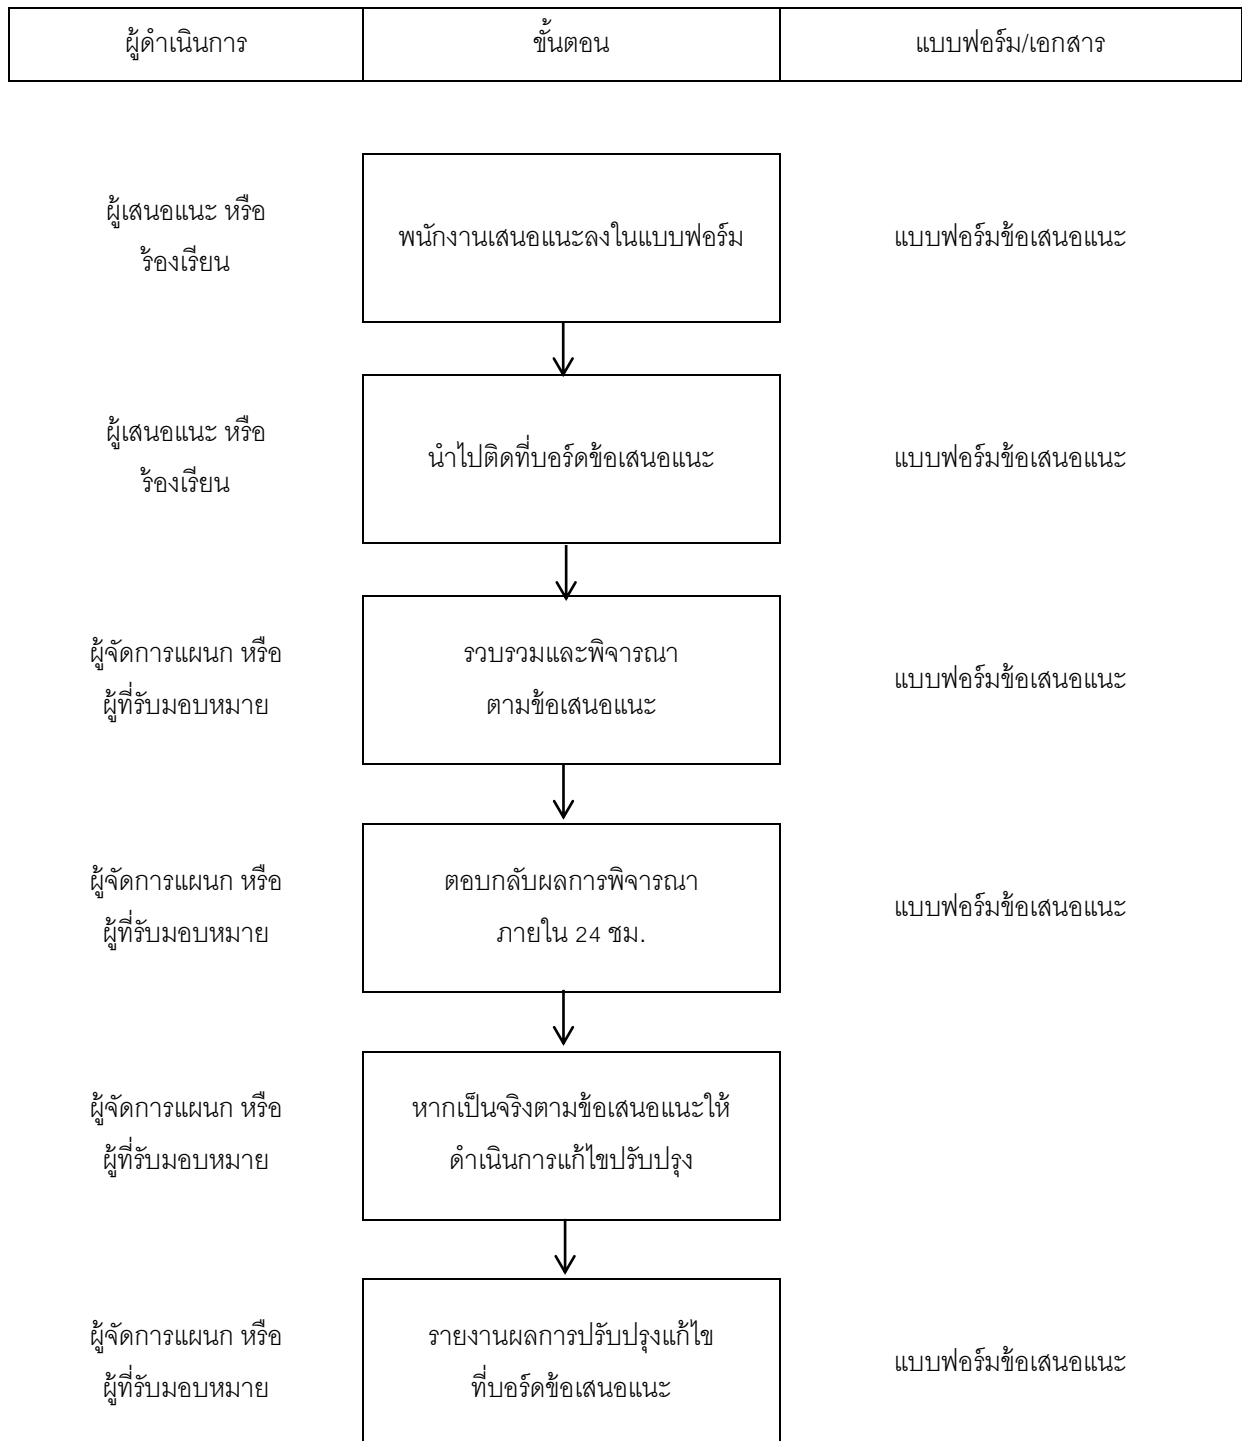 ผู้ดำเนินการ
ขั้นตอน
แบบฟอร์ม/เอกสาร
ผู้เสนอแนะ หรือ
ร้องเรียน
พนักงานเสนอแนะลงในแบบฟอร์ม
แบบฟอร์มข้อเสนอแนะ
ผู้เสนอแนะ หรือ
ร้องเรียน
นำไปติดที่บอร์ดข้อเสนอแนะ
แบบฟอร์มข้อเสนอแนะ
ผู้จัดการแผนก หรือ
ผู้ที่รับมอบหมาย
รวบรวมและพิจารณา
ตามข้อเสนอแนะ
แบบฟอร์มข้อเสนอแนะ
ผู้จัดการแผนก หรือ
ผู้ที่รับมอบหมาย
ตอบกลับผลการพิจารณา
ภายใน 24 ชม.
แบบฟอร์มข้อเสนอแนะ
ผู้จัดการแผนก หรือ
ผู้ที่รับมอบหมาย
หากเป็นจริงตามข้อเสนอแนะให้
ดำเนินการแก้ไขปรับปรุง
ผู้จัดการแผนก หรือ
ผู้ที่รับมอบหมาย
รายงานผลการปรับปรุงแก้ไข
ที่บอร์ดข้อเสนอแนะ
แบบฟอร์มข้อเสนอแนะ